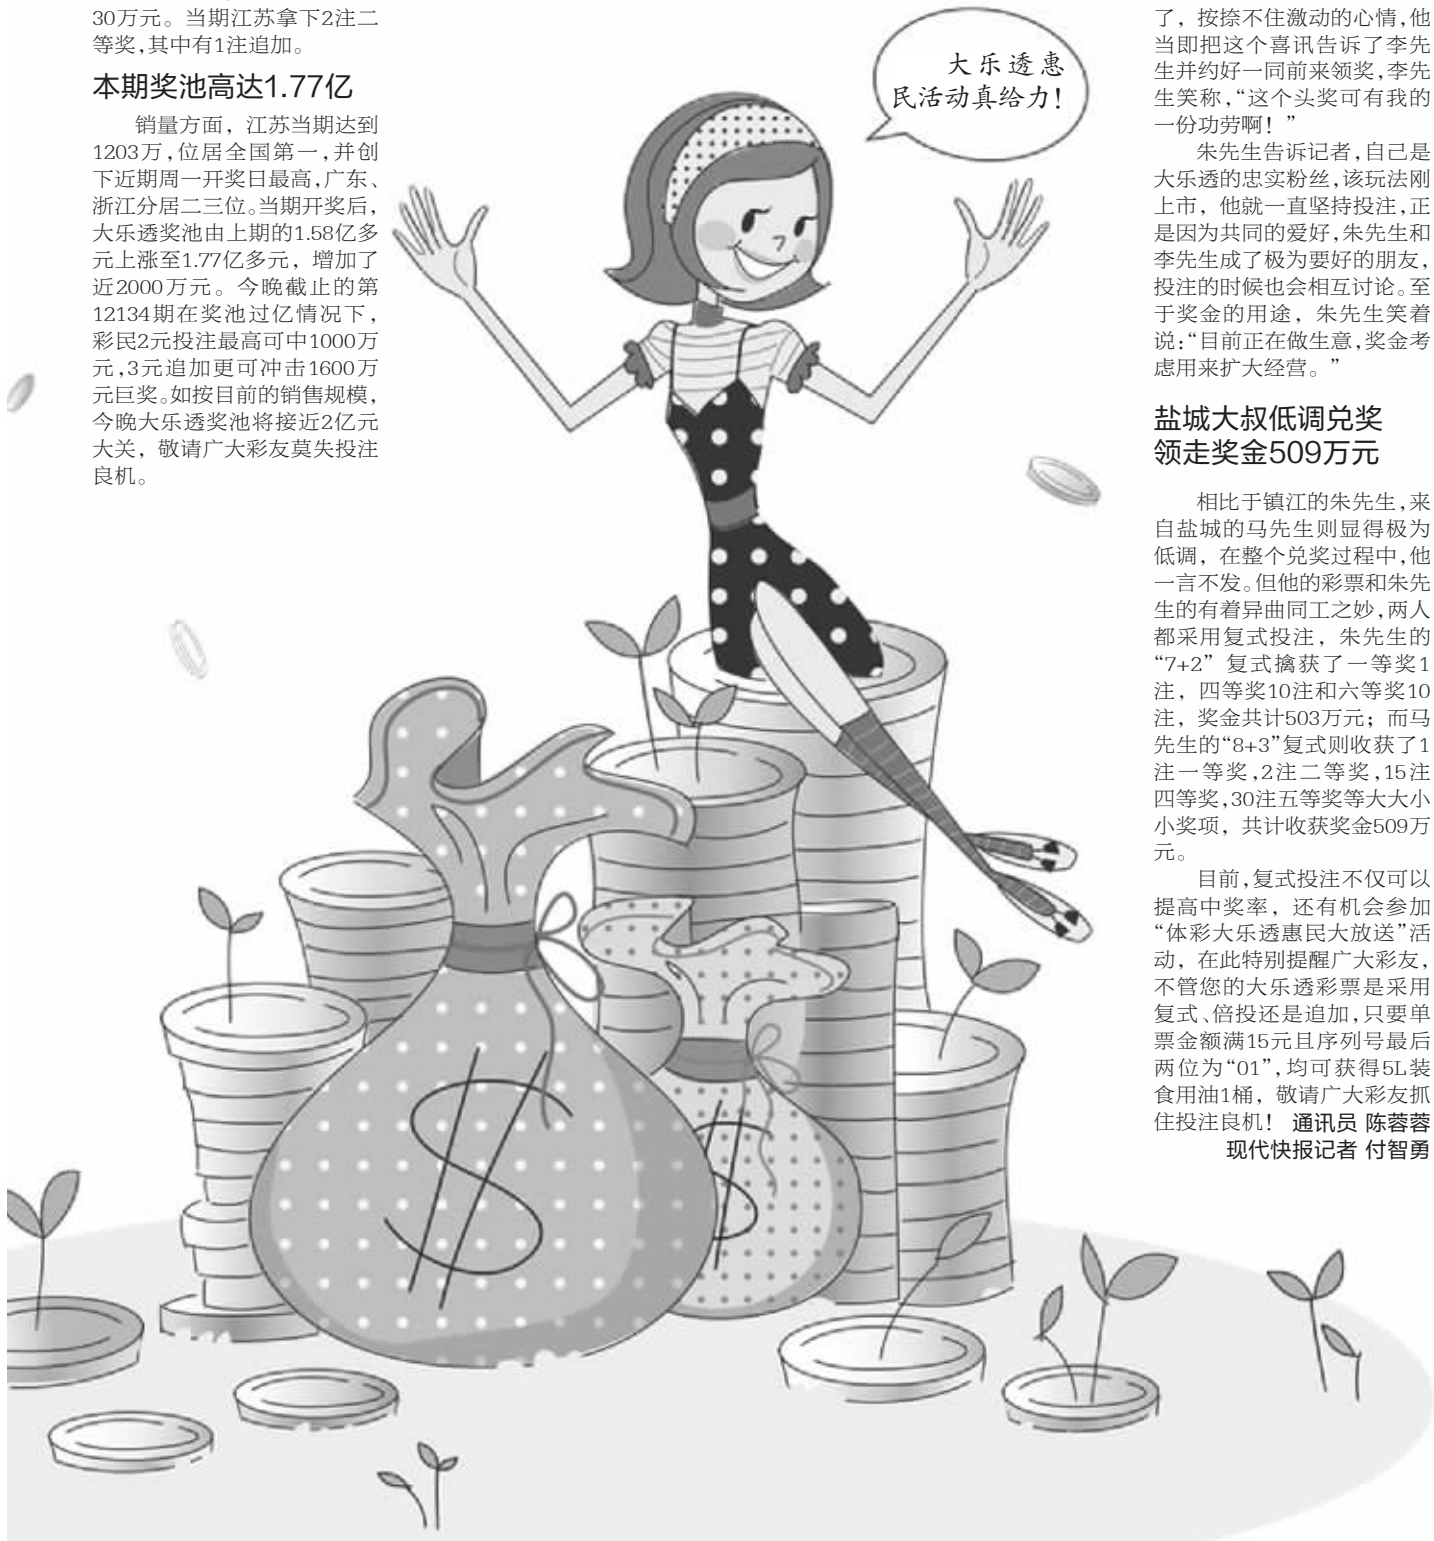 30万元。当期江苏拿下2注二
等奖,其中有1注追加。
本期奖池高达1.77亿
销量方面，江苏当期达到
1203万,位居全国第一,并创
下近期周一开奖日最高,广东、
浙江分居二三位。当期开奖后，
大乐透奖池由上期的1.58亿多
元上涨至1.77亿多元，增加了
近2000万元。今晚截止的第
12134期在奖池过亿情况下，
彩民2元投注最高可中1000万
元,3元追加更可冲击1600万
元巨奖。如按目前的销售规模，
今晚大乐透奖池将接近2亿元
大关，敬请广大彩友莫失投注
良机。
大乐透惠
民活动真给力！
了，按捺不住激动的心情,他
当即把这个喜讯告诉了李先
生并约好一同前来领奖,李先
生笑称,“这个头奖可有我的
一份功劳啊！”
朱先生告诉记者,自己是
大乐透的忠实粉丝,该玩法刚
上市，他就一直坚持投注,正
是因为共同的爱好,朱先生和
李先生成了极为要好的朋友，
投注的时候也会相互讨论。至
于奖金的用途，朱先生笑着
说:“目前正在做生意,奖金考
虑用来扩大经营。”
盐城大叔低调兑奖
领走奖金509万元
相比于镇江的朱先生,来
自盐城的马先生则显得极为
低调，在整个兑奖过程中,他
一言不发。但他的彩票和朱先
生的有着异曲同工之妙,两人
都采用复式投注，朱先生的
“7+2”复式擒获了一等奖1
注，四等奖10注和六等奖10
注，奖金共计503万元；而马
先生的“8+3”复式则收获了1
注一等奖,2注二等奖,15注
四等奖,30注五等奖等大大小
小奖项，共计收获奖金509万
元。
目前,复式投注不仅可以
提高中奖率，还有机会参加
“体彩大乐透惠民大放送”活
动，在此特别提醒广大彩友，
不管您的大乐透彩票是采用
复式、倍投还是追加,只要单
票金额满15元且序列号最后
两位为“01”,均可获得5L装
食用油1桶，敬请广大彩友抓
住投注良机！ 通讯员 陈蓉蓉
现代快报记者 付智勇